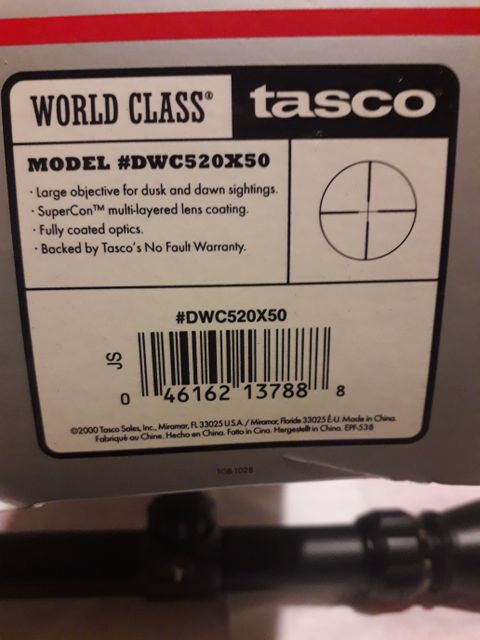 WORLD CLASS® tasco®
MODEL #DWC520X50
· Large objective for dusk and dawn sightings.
· SuperCon™ multi-layered lens coating.
· Fully coated optics.
· Backed by Tasco's No Fault Warranty.
#DWC520X50
JS
0 46162 13788 8
©2000 Tasco Sales, Inc., Miramar, FL 33025 U.S.A / Miramar, Floride 33025 É-U. Made in China.
Fabriqué au Chine. Hecho en China. Fatto in Cina. Hergestellt in China. EPF-538
TOB-1028